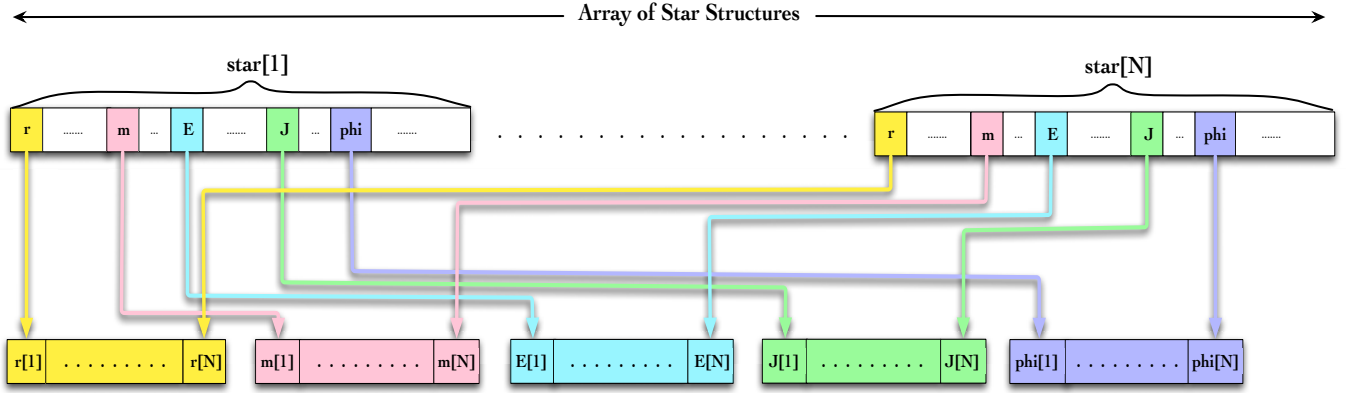 Array of Star Structures
star[1]
star[N]
r ....... m ... E ....... J ... phi .......
. . . . . . . . . . . . . . . . . .
r ....... m ... E ....... J ... phi .......
r[1] . . . . . . . . . r[N]
m[1] . . . . . . . . . m[N]
E[1] . . . . . . . . . E[N]
J[1] . . . . . . . . . J[N]
phi[1] . . . . . . . . . phi[N]